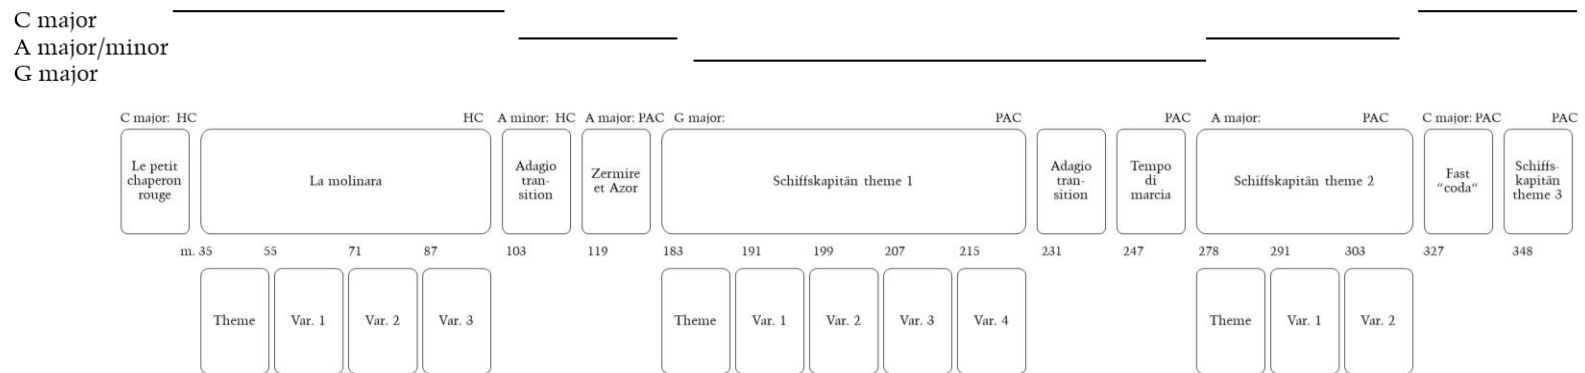 C major
A major/minor
G major
C major: HC HC A minor: HC A major: PAC G major: PAC PAC A major: PAC C major: PAC PAC
Le petit
chaperon
rouge
La molinara
Adagio
tran-
sition
Zermire
et Azor
Schiffskapitän theme 1
Adagio
tran-
sition
Tempo
di
marcia
Schiffskapitän theme 2
Fast
"coda"
Schiffs-
kapitän
theme 3
m. 35 55 71 87 103 119 183 191 199 207 215 231 247 278 291 303 327 348
Theme Var. 1 Var. 2 Var. 3 Theme Var. 1 Var. 2 Var. 3 Var. 4 Theme Var. 1 Var. 2